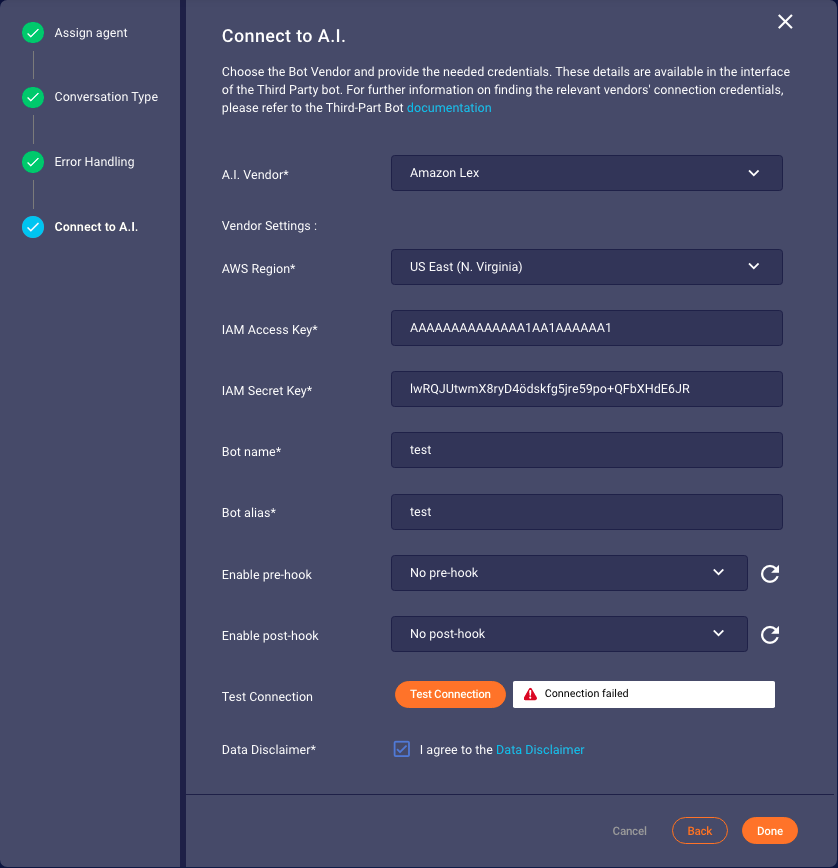 Assign agent
Conversation Type
Error Handling
Connect to A.I.
Connect to A.I.
Choose the Bot Vendor and provide the needed credentials. These details are available in the interface
of the Third Party bot. For further information on finding the relevant vendors' connection credentials,
please refer to the Third-Part Bot documentation
A.I. Vendor* Amazon Lex
Vendor Settings :
AWS Region* US East (N. Virginia)
IAM Access Key* AAAAAAAAAAAAAA1AA1AAAAAA1
IAM Secret Key* lwRQJUtwmX8ryD4ödskfg5jre59po+QFbXHdE6JR
Bot name* test
Bot alias* test
Enable pre-hook No pre-hook
Enable post-hook No post-hook
Test Connection Test Connection Connection failed
Data Disclaimer* I agree to the Data Disclaimer
Cancel Back Done